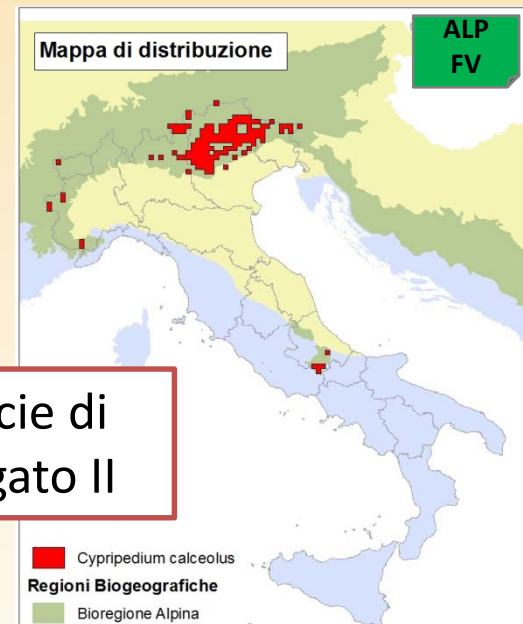 Mappa di distribuzione
ALP
FV
cie di
gato II
Cypripedium calceolus
Regioni Biogeografiche
Bioregione Alpina